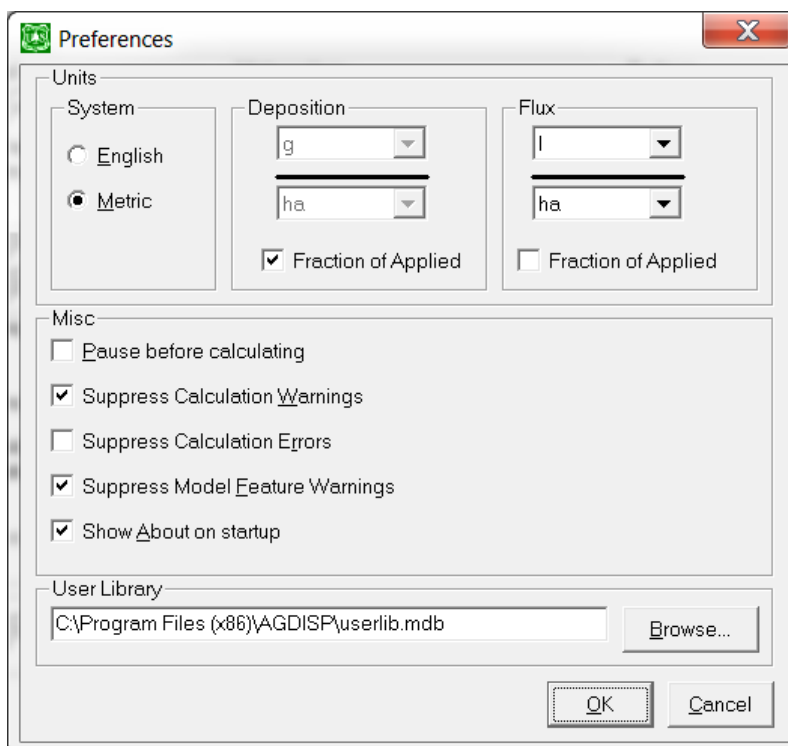 Preferences
Units
System
English
Metric
Deposition
g
ha
Fraction of Applied
Flux
l
ha
Fraction of Applied
Misc
Pause before calculating
Suppress Calculation Warnings
Suppress Calculation Errors
Suppress Model Feature Warnings
Show About on startup
User Library
C:\Program Files (x86)\AGDISP\userlib.mdb
Browse...
OK
Cancel